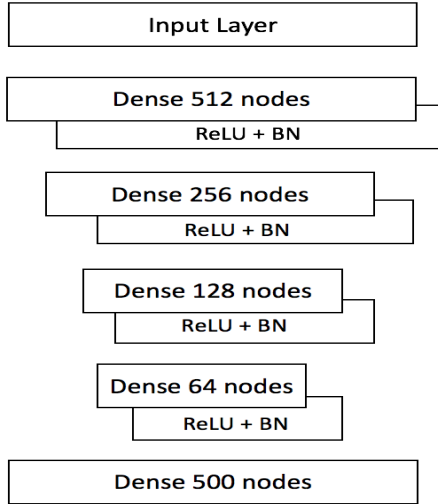 Input Layer
Dense 512 nodes
ReLU + BN
Dense 256 nodes
ReLU + BN
Dense 128 nodes
ReLU + BN
Dense 64 nodes
ReLU + BN
Dense 500 nodes